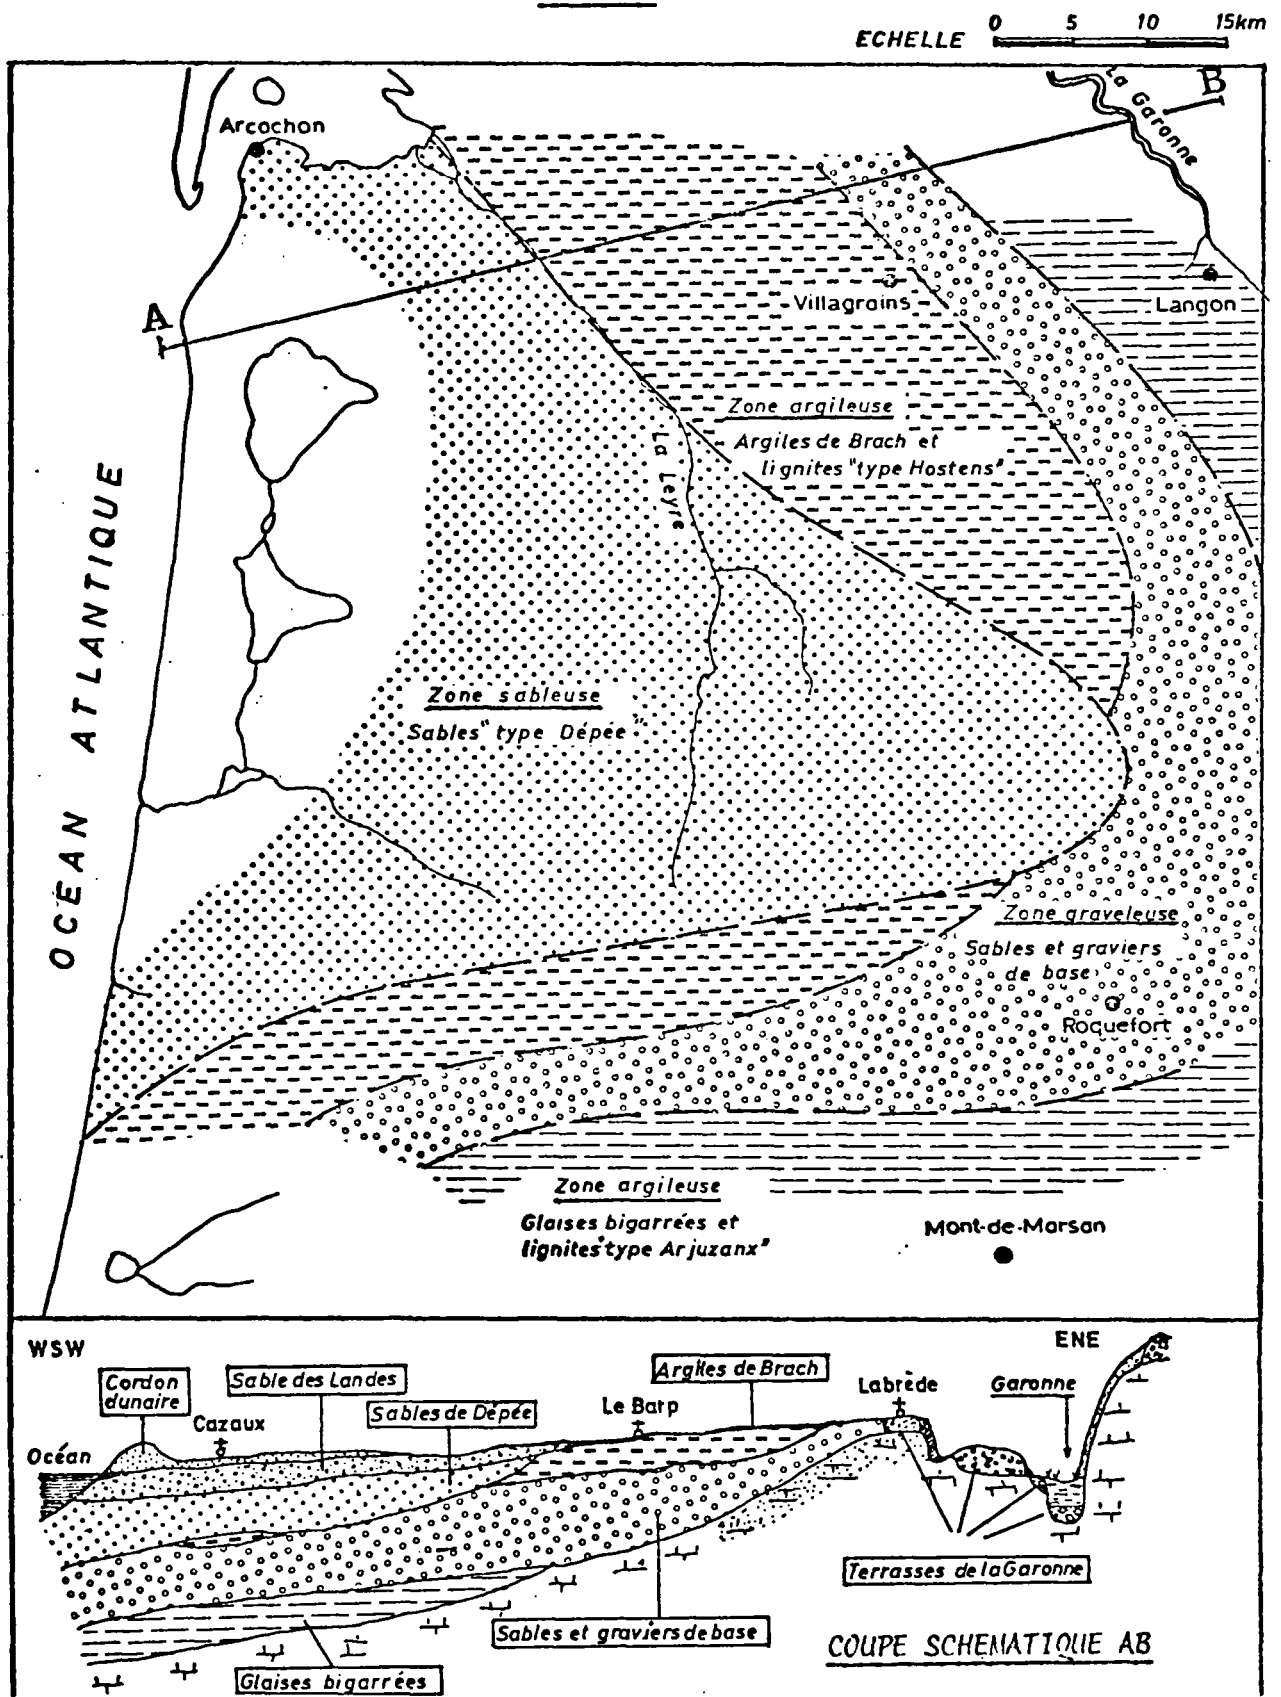 ECHELLE 0 5 10 15km
B
La Garonne
Arcachon
Villagrains
Langon
A
Zone argileuse
Argiles de Brach et
lignites "type Hostens"
La Leyre
OCEAN ATLANTIQUE
Zone sableuse
Sables "type Dépée"
Zone graveleuse
Sables et graviers
de base
Roquefort
Zone argileuse
Glaises bigarrées et
lignites "type Arjuzanx"
Mont-de-Marsan
WSW
ENE
Cordon
dunaire
Sable des Landes
Argiles de Brach
Labrède
Garonne
Cazaux
Sables de Dépée
Le Barp
Océan
Terrasses de la Garonne
Sables et graviers de base
COUPE SCHEMATIQUE AB
Glaises bigarrées